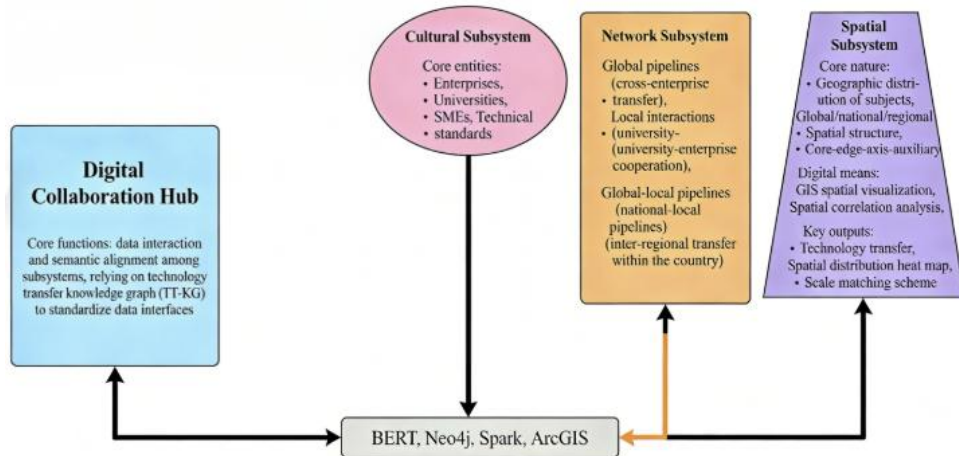 Digital
Collaboration Hub
Core functions: data interaction
and semantic alignment among
subsystems, relying on technology
transfer knowledge graph (TT-KG)
to standardize data interfaces
Cultural Subsystem
Core entities:
• Enterprises,
• Universities,
• SMEs, Technical
• standards
Network Subsystem
Global pipelines
(cross-enterprise
• transfer),
Local interactions
• (university-
(university-enterprise
cooperation),
Global-local pipelines
(national-local
pipelines)
(inter-regional transfer
within the country)
Spatial
Subsystem
Core nature:
• Geographic distri-
ution of subjects,
Global/national/regional
• Spatial structure,
• Core-edge-axis-auxiliary
Digital means:
GIS spatial visualization,
Spatial correlation analysis,
Key outputs:
• Technology transfer,
Spatial distribution heat map,
• Scale matching scheme
BERT, Neo4j, Spark, ArcGIS